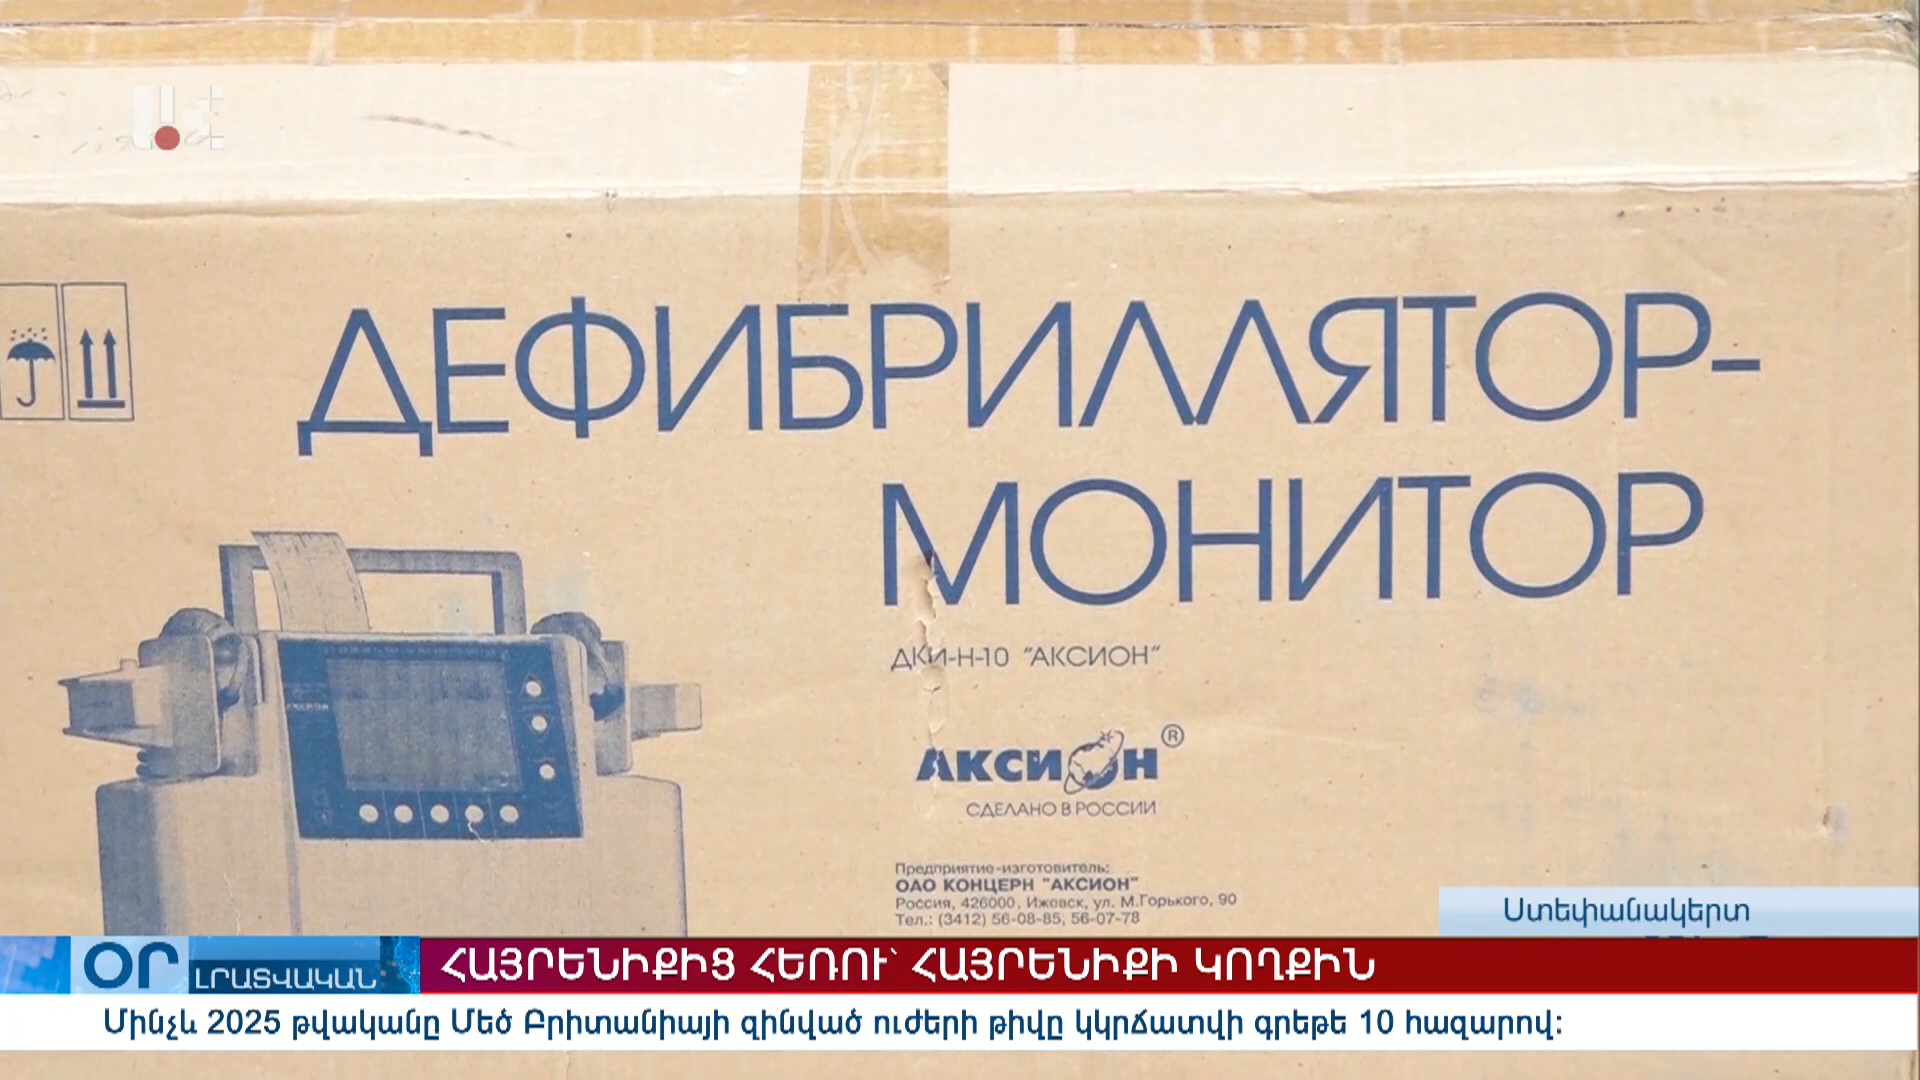 ДЕФИБРИЛЛЯТОР-
МОНИТОР
ДКИ-Н-10 "АКСИОН"
АКСИОН®
СДЕЛАНО В РОССИИ
Предприятие-изготовитель:
ОАО КОНЦЕРН "АКСИОН"
Россия, 426000, Ижевск, ул. М.Горького, 90
Тел.: (3412) 56-08-85, 56-07-78
Ստեփանակերտ
ՕՐ ԼՐԱՏՎԱԿԱՆ
ՀԱՅՐԵՆԻՔԻՑ ՀԵՌՈՒ՝ ՀԱՅՐԵՆԻՔԻ ԿՈՂՔԻՆ
Մինչև 2025 թվականը Մեծ Բրիտանիայի զինված ուժերի թիվը կկրճատվի գրեթե 10 հազարով: